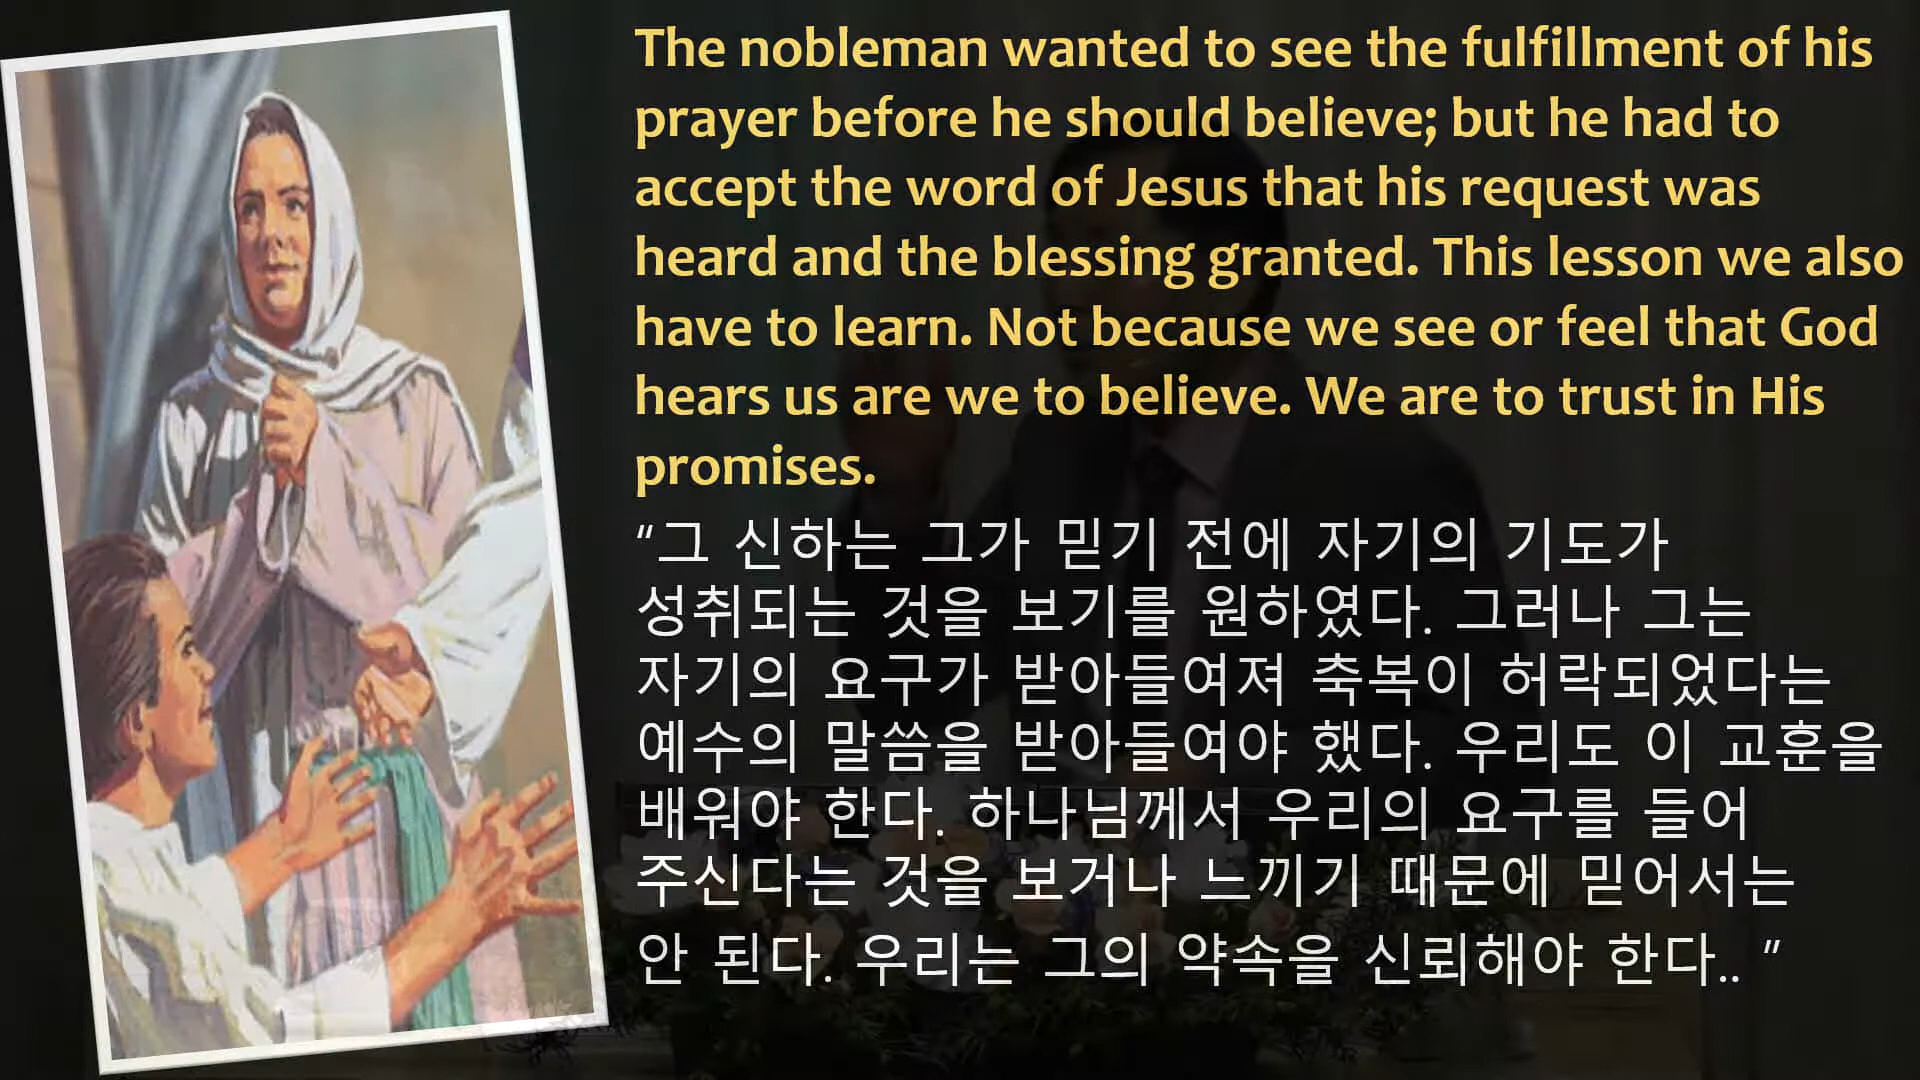 The nobleman wanted to see the fulfillment of his
prayer before he should believe; but he had to
accept the word of Jesus that his request was
heard and the blessing granted. This lesson we also
have to learn. Not because we see or feel that God
hears us are we to believe. We are to trust in His
promises.
“그 신하는 그가 믿기 전에 자기의 기도가
성취되는 것을 보기를 원하였다. 그러나 그는
자기의 요구가 받아들여져 축복이 허락되었다는
예수의 말씀을 받아들여야 했다. 우리도 이 교훈을
배워야 한다. 하나님께서 우리의 요구를 들어
주신다는 것을 보거나 느끼기 때문에 믿어서는
안 된다. 우리는 그의 약속을 신뢰해야 한다.. ”